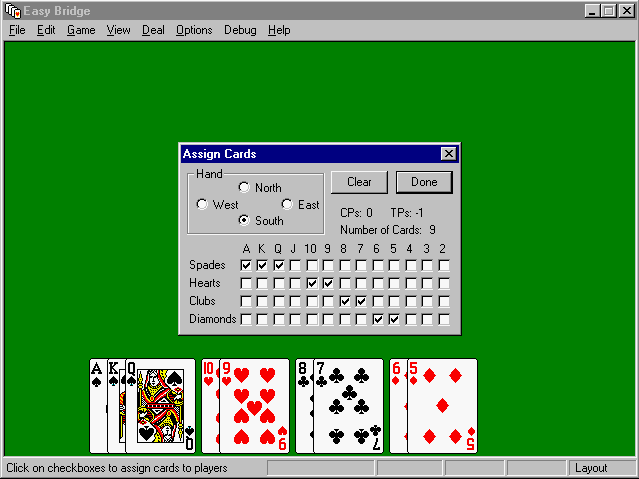 Easy Bridge
File Edit Game View Deal Options Debug Help
Assign Cards
Hand
North
West East
South
Clear Done
CPs: 0 TPs: -1
Number of Cards: 9
A K Q J 10 9 8 7 6 5 4 3 2
Spades
Hearts
Clubs
Diamonds
A K Q Q 10 9 9 8 7 7 6 5 5
Click on checkboxes to assign cards to players Layout